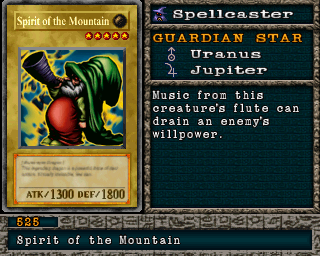 Spirit of the Mountain
ATK/1300 DEF/1800
Spellcaster
GUARDIAN STAR
Uranus
Jupiter
Music from this
creature's flute can
drain an enemy's
willpower.
525
Spirit of the Mountain